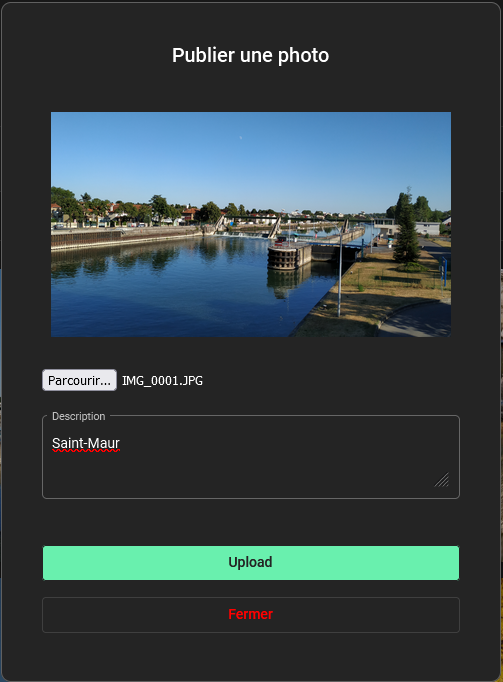 Publier une photo
Parcourir... IMG_0001.JPG
Description
Saint-Maur
Upload
Fermer